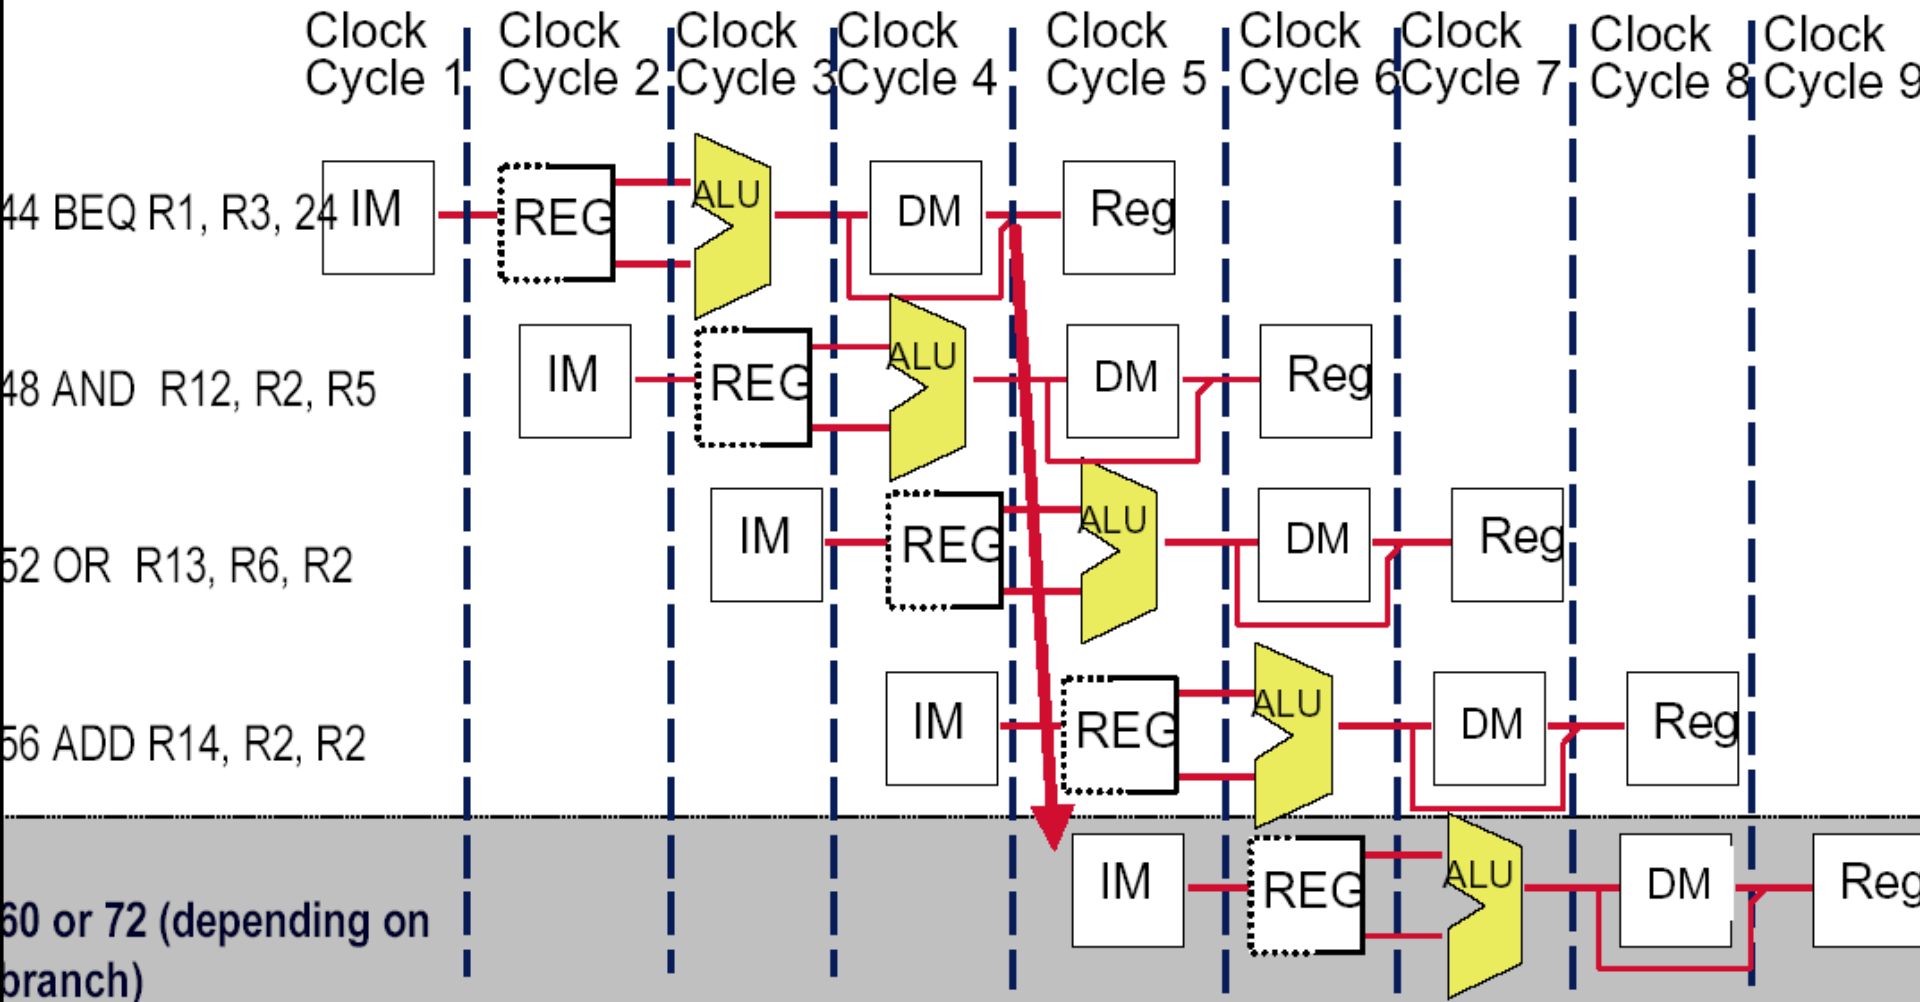 Clock Cycle 1
Clock Cycle 2
Clock Cycle 3
Clock Cycle 4
Clock Cycle 5
Clock Cycle 6
Clock Cycle 7
Clock Cycle 8
Clock Cycle 9
44 BEQ R1, R3, 24 IM REG ALU DM Reg
48 AND R12, R2, R5 IM REG ALU DM Reg
52 OR R13, R6, R2 IM REG ALU DM Reg
56 ADD R14, R2, R2 IM REG ALU DM Reg
60 or 72 (depending on
branch)
IM REG ALU DM Reg